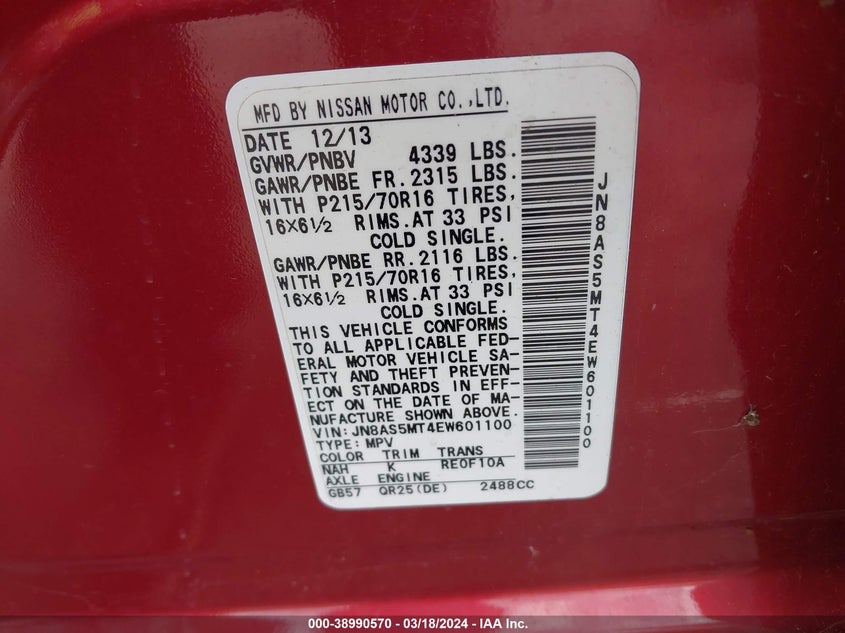 MFD BY NISSAN MOTOR CO.,LTD.
DATE 12/13
GVWR/PNBV 4339 LBS.
GAWR/PNBE FR.2315 LBS.
WITH P215/70R16 TIRES,
16X6½ RIMS.AT 33 PSI
COLD SINGLE.
GAWR/PNBE RR.2116 LBS.
WITH P215/70R16 TIRES,
16X6½ RIMS.AT 33 PSI
COLD SINGLE.
THIS VEHICLE CONFORMS
TO ALL APPLICABLE FED-
ERAL MOTOR VEHICLE SA-
FETY AND THEFT PREVEN-
TION STANDARDS IN EFF-
ECT ON THE DATE OF MA-
NUFACTURE SHOWN ABOVE.
VIN: JN8AS5MT4EW601100
TYPE: MPV
COLOR TRIM TRANS
NAH K RE0F10A
AXLE ENGINE
GB57 QR25(DE) 2488CC
JN8AS5MT4EW601100
000-38990570 — 03/18/2024 — IAA Inc.